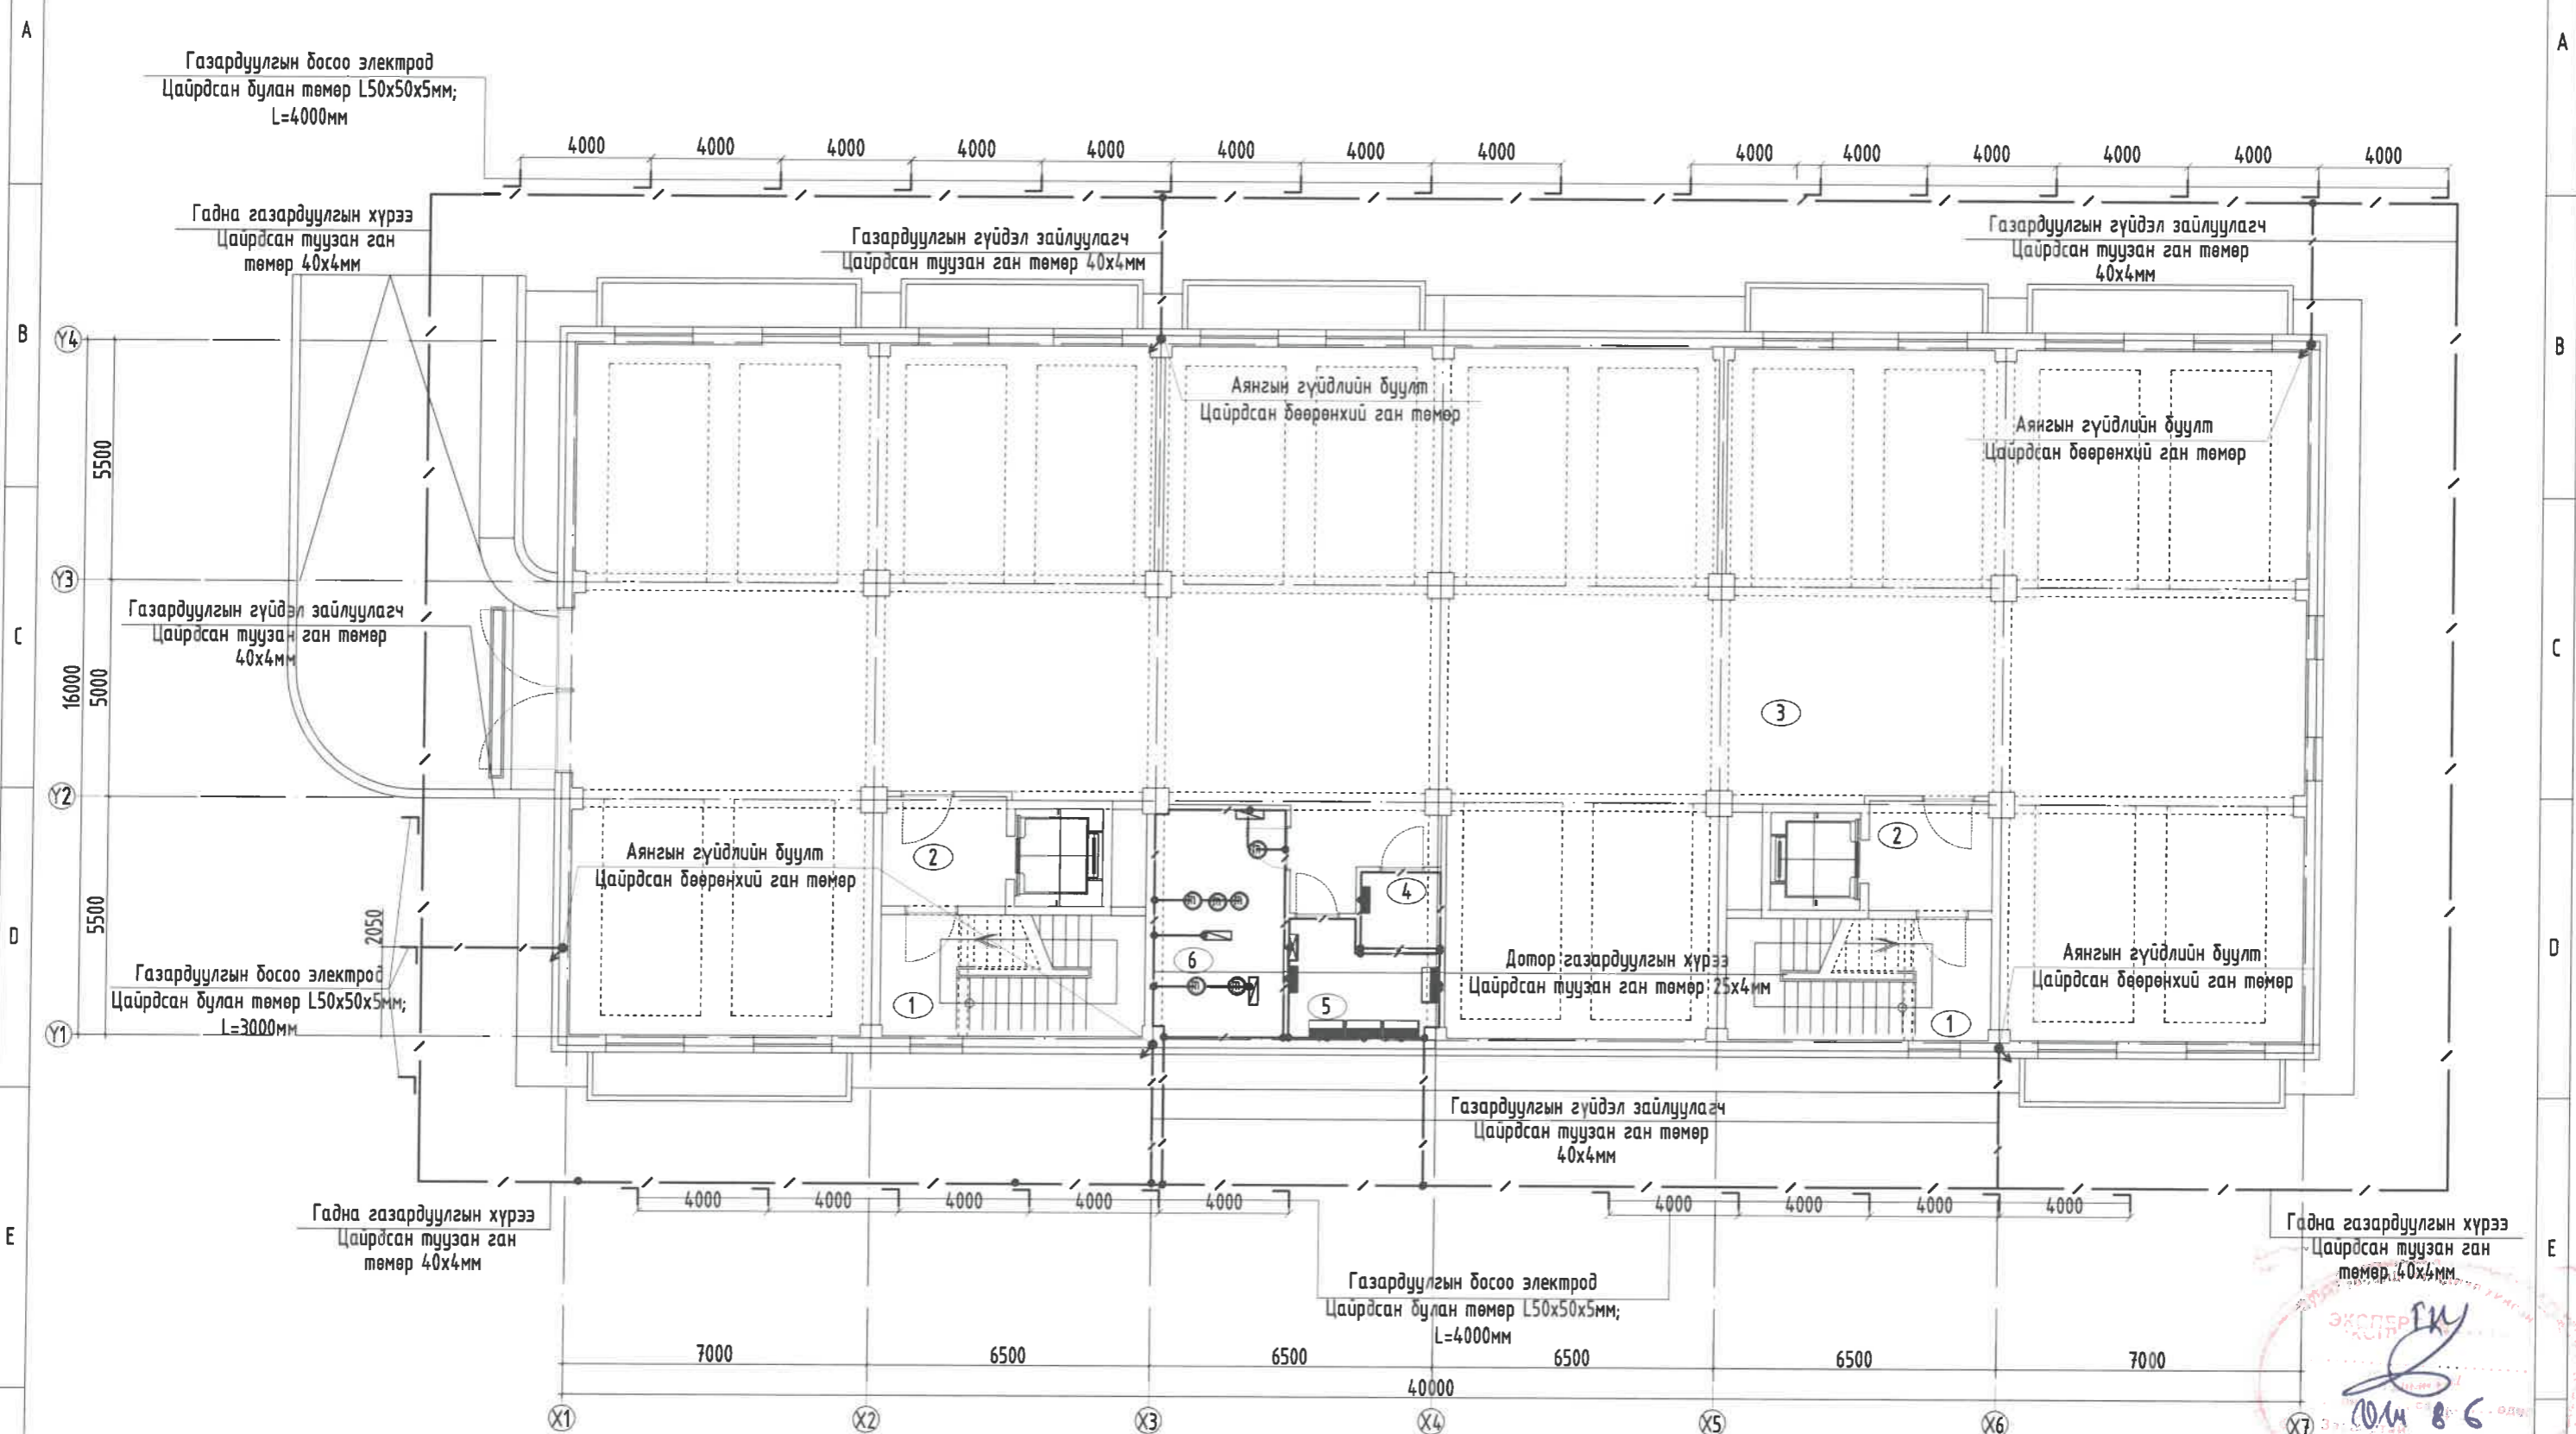 A
A
Газардуулгын босоо электрод
Цайрдсан булан төмөр L50x50x5мм;
L=4000мм
4000 4000 4000 4000 4000 4000 4000 4000 4000 4000 4000 4000 4000 4000
Гадна газардуулгын хүрээ
Цайрдсан туузан ган
төмөр 40x4мм
Газардуулгын гүйдэл зайлуулагч
Цайрдсан туузан ган төмөр 40x4мм
Газардуулгын гүйдэл зайлуулагч
Цайрдсан туузан ган төмөр
40x4мм
B
B
Y4
Аянгын гүйдлийн буулт
Цайрдсан бөөрөнхий ган төмөр
Аянгын гүйдлийн буулт
Цайрдсан бөөрөнхий ган төмөр
5500
Y3
Газардуулгын гүйдэл зайлуулагч
Цайрдсан туузан ган төмөр
40x4мм
C
C
16000
5000
3
Y2
2
2
Аянгын гүйдлийн буулт
Цайрдсан бөөрөнхий ган төмөр
4
5500
2050
D
D
6
Дотор газардуулгын хүрээ
Цайрдсан туузан ган төмөр 25x4мм
Аянгын гүйдлийн буулт
Цайрдсан бөөрөнхий ган төмөр
Газардуулгын босоо электрод
Цайрдсан булан төмөр L50x50x5мм;
L=3000мм
1
5
1
Y1
Газардуулгын гүйдэл зайлуулагч
Цайрдсан туузан ган төмөр
40x4мм
4000 4000 4000 4000 4000 4000 4000 4000 4000
Гадна газардуулгын хүрээ
Цайрдсан туузан ган
төмөр 40x4мм
E
E
Гадна газардуулгын хүрээ
Цайрдсан туузан ган
төмөр 40x4мм
Газардуулгын босоо электрод
Цайрдсан булан төмөр L50x50x5мм;
L=4000мм
7000 6500 6500 6500 6500 7000
40000
X1 X2 X3 X4 X5 X6 X7